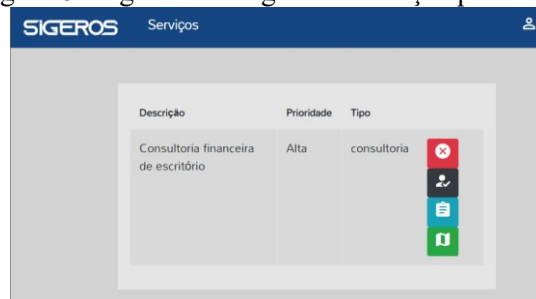 SIGEROS Serviços
Descrição Prioridade Tipo
Consultoria financeira Alta consultoria
de escritório